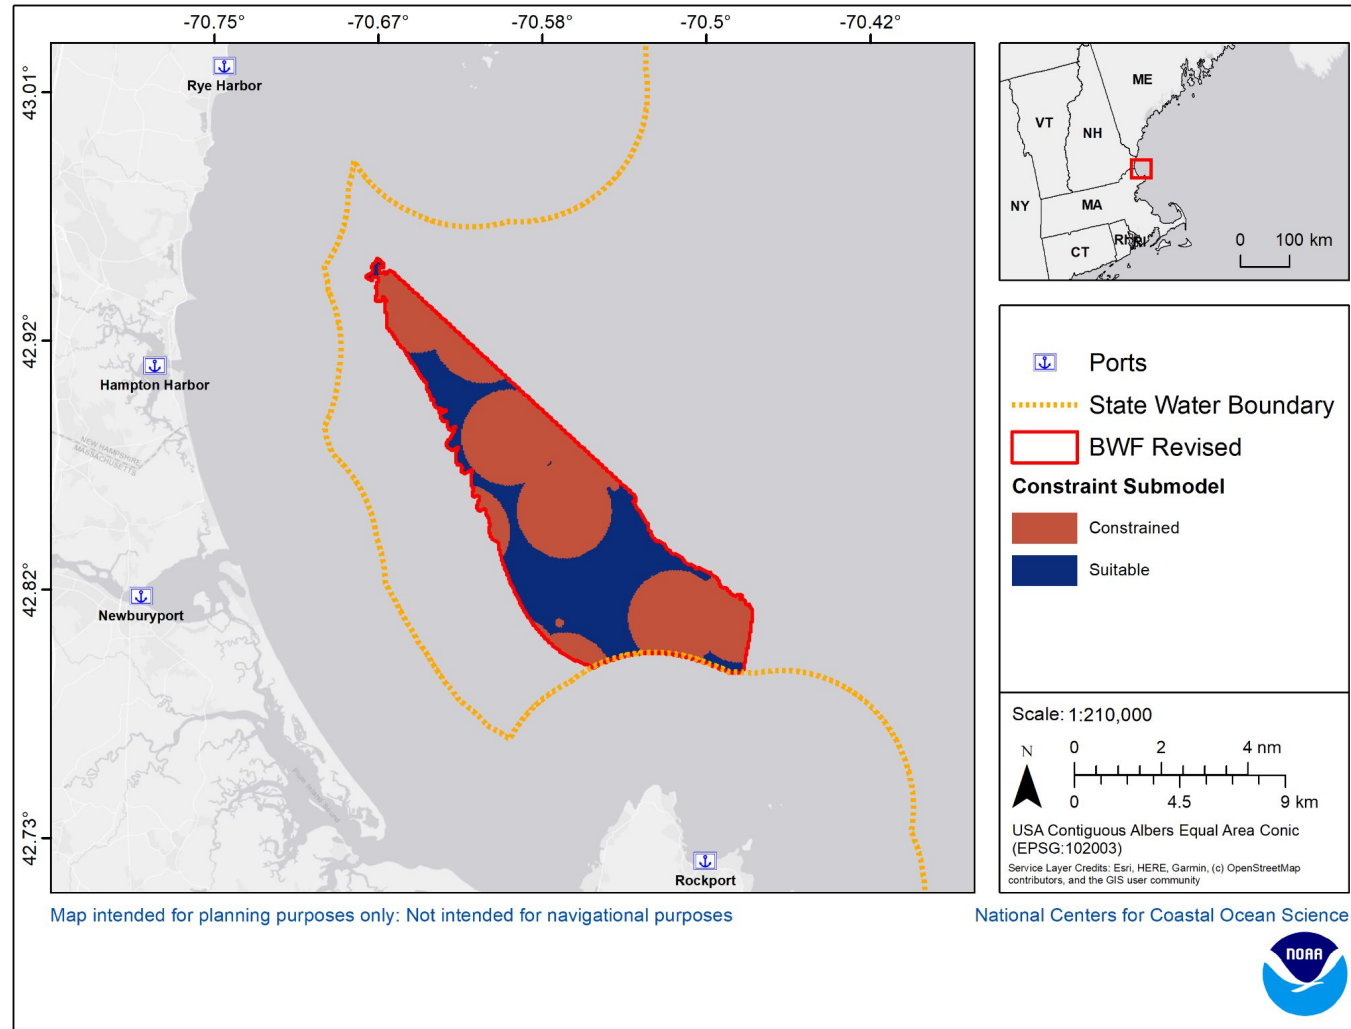 -70.75°
-70.67°
-70.58°
-70.5°
-70.42°
43.01°
42.92°
42.82°
42.73°
Rye Harbor
Hampton Harbor
NEW HAMPSHIRE
MASSACHUSETTS
Newburyport
Rockport
ME
VT
NH
NY
MA
CT
RI
RI
0 100 km
Ports
State Water Boundary
BWF Revised
Constraint Submodel
Constrained
Suitable
Scale: 1:210,000
N
0 2 4 nm
0 4.5 9 km
USA Contiguous Albers Equal Area Conic
(EPSG:102003)
Service Layer Credits: Esri, HERE, Garmin, (c) OpenStreetMap
contributors, and the GIS user community
Map intended for planning purposes only: Not intended for navigational purposes
National Centers for Coastal Ocean Science
NOAA